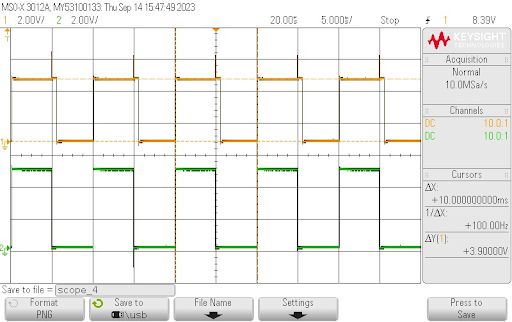 MSO-X 3012A, MY53100133: Thu Sep 14 15:47:49 2023
1 2.00V/ 2 2.00V/ 20.00s 5.000s/ Stop 1 8.39V
KEYSIGHT
TECHNOLOGIES
Acquisition
Normal
10.0MSa/s
Channels
DC 10.0:1
DC 10.0:1
Cursors
ΔX:
+10.000000000ms
1/ΔX:
+100.00Hz
ΔY(1):
+3.90000V
Save to file = scope_4
Format
PNG
Save to
\usb
File Name
Settings
Press to
Save